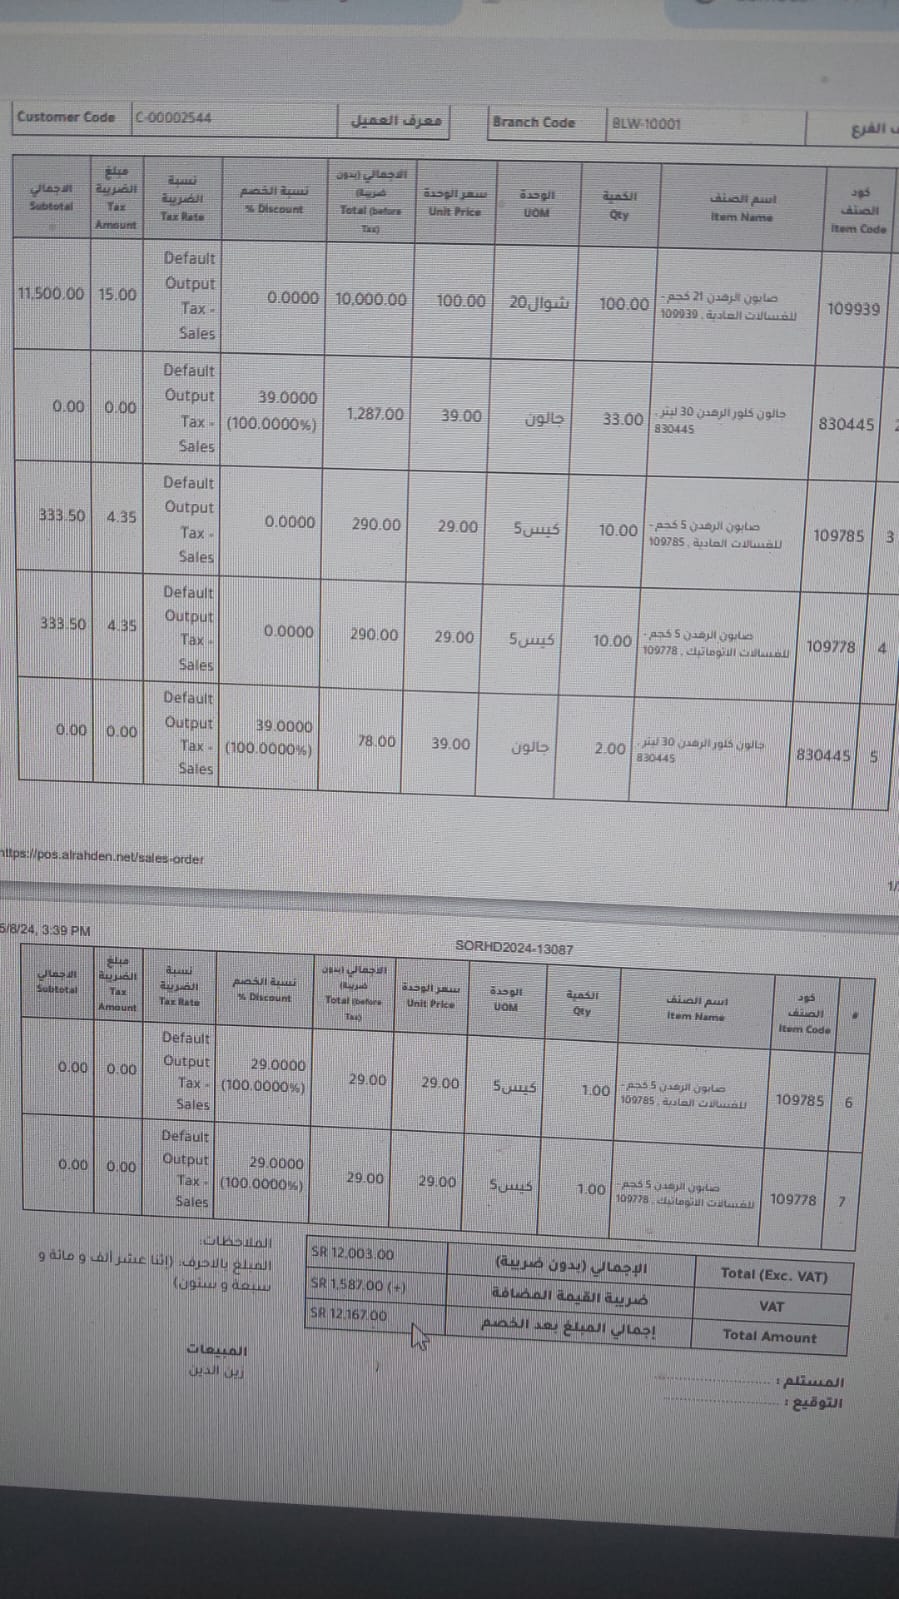 Customer Code C-00002544 معرف العميل Branch Code BLW-10001 الفرع
الاجمالي Subtotal مبلغ الضريبة Tax Amount نسبة الضريبة Tax Rate نسبة الخصم % Discount الاجمالي (بدون ضريبة) Total (before Tax) سعر الوحدة Unit Price الوحدة UOM الكمية Qty اسم الصنف Item Name كود الصنف Item Code
11,500.00 15.00 Default Output Tax - Sales 0.0000 10,000.00 100.00 شوال20 100.00 صابون الرهدن 21 كجم - للغسالات العادية , 109939 109939
0.00 0.00 Default Output Tax - Sales 39.0000 (100.0000%) 1,287.00 39.00 جالون 33.00 جالون كلور الرهدن 30 ليتر , 830445 830445
333.50 4.35 Default Output Tax - Sales 0.0000 290.00 29.00 كيس5 10.00 صابون الرهدن 5 كجم - للغسالات العادية , 109785 109785 3
333.50 4.35 Default Output Tax - Sales 0.0000 290.00 29.00 كيس5 10.00 صابون الرهدن 5 كجم - للغسالات الاتوماتيك , 109778 109778 4
0.00 0.00 Default Output Tax - Sales 39.0000 (100.0000%) 78.00 39.00 جالون 2.00 جالون كلور الرهدن 30 ليتر , 830445 830445 5
https://pos.alrahden.net/sales-order
5/8/24, 3:39 PM SORHD2024-13087
الاجمالي Subtotal مبلغ الضريبة Tax Amount نسبة الضريبة Tax Rate نسبة الخصم % Discount الاجمالي (بدون ضريبة) Total (before Tax) سعر الوحدة Unit Price الوحدة UOM الكمية Qty اسم الصنف Item Name كود الصنف Item Code #
0.00 0.00 Default Output Tax - Sales 29.0000 (100.0000%) 29.00 29.00 كيس5 1.00 صابون الرهدن 5 كجم - للغسالات العادية , 109785 109785 6
0.00 0.00 Default Output Tax - Sales 29.0000 (100.0000%) 29.00 29.00 كيس5 1.00 صابون الرهدن 5 كجم - للغسالات الاتوماتيك , 109778 109778 7
SR 12,003.00 الإجمالي (بدون ضريبة) Total (Exc. VAT)
SR 1,587.00 (+) ضريبة القيمة المضافة VAT
SR 12,167.00 إجمالي المبلغ بعد الخصم Total Amount
الملاحظات:
المبلغ بالاحرف: (إثنا عشر ألف و مائة و
سبعة و ستون)
المبيعات
زين الدين
المستلم : ........................
التوقيع : ........................